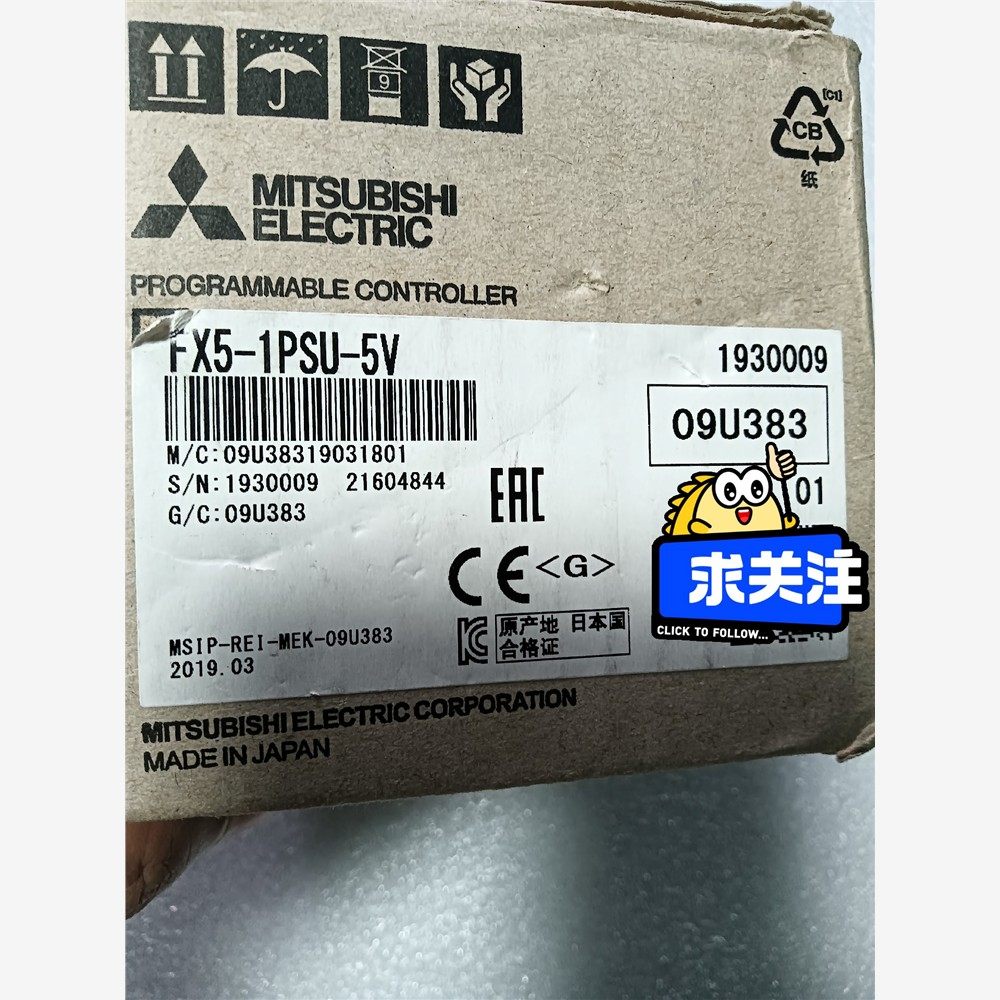 9
[C1]
CB
纸
MITSUBISHI
ELECTRIC
PROGRAMMABLE CONTROLLER
FX5-1PSU-5V
1930009
09U383
M/C:09U38319031801
S/N:1930009 21604844
G/C:09U383
EAC
01
CE <G>
求关注
CLICK TO FOLLOW...
原产地 日本国
合格证
MSIP-REI-MEK-09U383
2019.03
MITSUBISHI ELECTRIC CORPORATION
MADE IN JAPAN